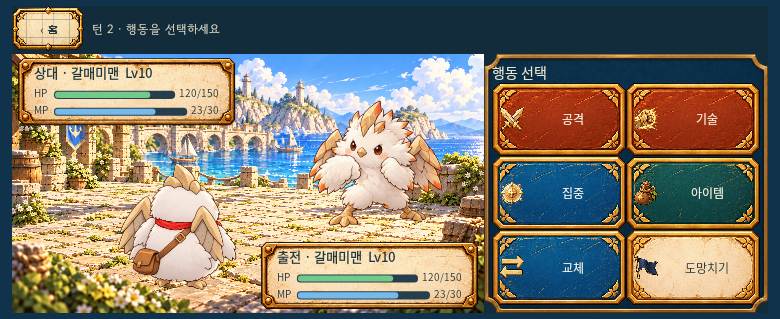 ‹ 홈
턴 2 · 행동을 선택하세요
상대 · 갈매미맨 Lv10
HP 120/150
MP 23/30
출전 · 갈매미맨 Lv10
HP 120/150
MP 23/30
행동 선택
공격
기술
집중
아이템
교체
도망치기